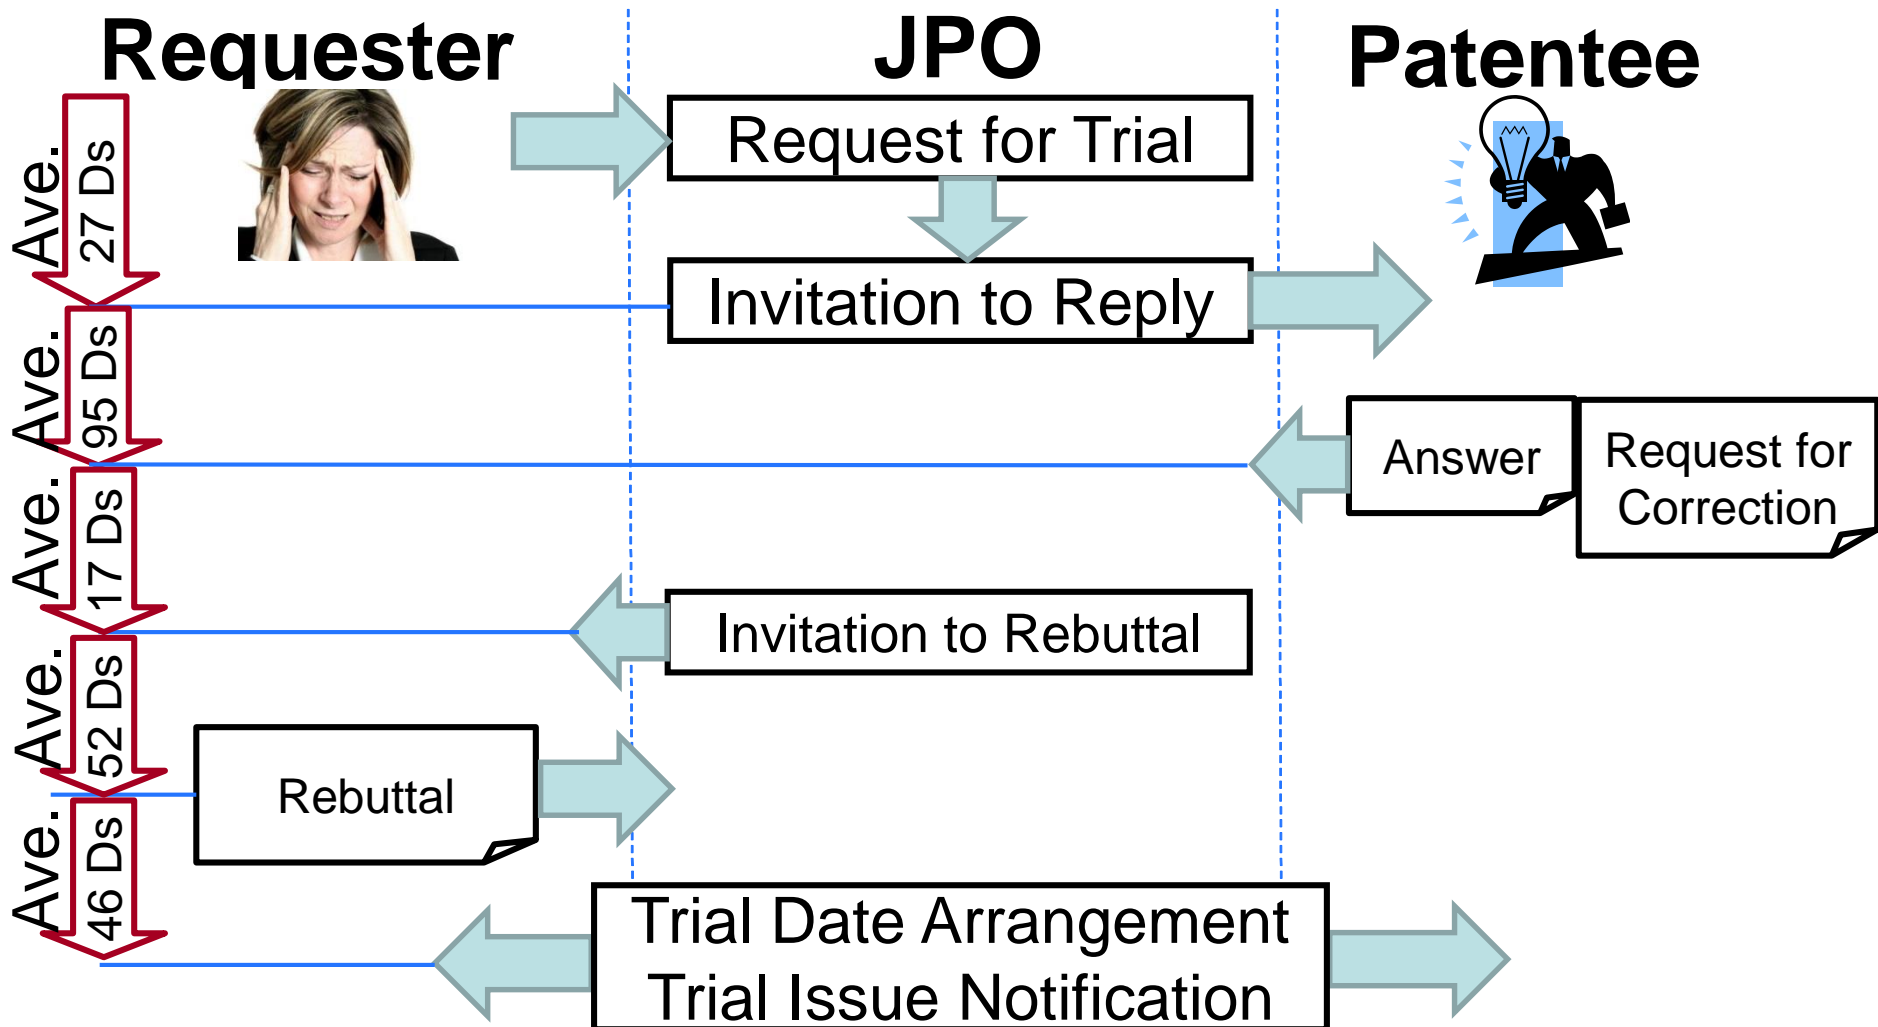 Requester
JPO
Patentee
Ave.
27 Ds
Request for Trial
Invitation to Reply
Ave.
95 Ds
Answer
Request for
Correction
Ave.
17 Ds
Invitation to Rebuttal
Ave.
52 Ds
Rebuttal
Ave.
46 Ds
Trial Date Arrangement
Trial Issue Notification